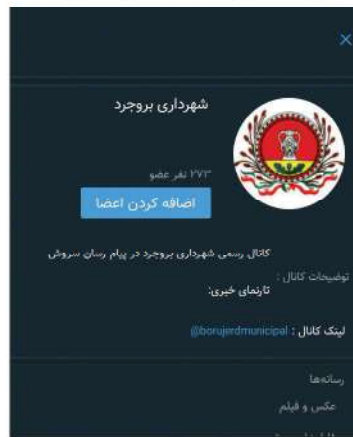 شهرداری بروجرد
۲۷۳ نفر عضو
اضافه کردن اعضا
کانال رسمی شهرداری بروجرد در پیام رسان سروش
توضیحات کانال :
تارنمای خبری:
لینک کانال : @borujerdmunicipal
رسانه‌ها
عکس و فیلم